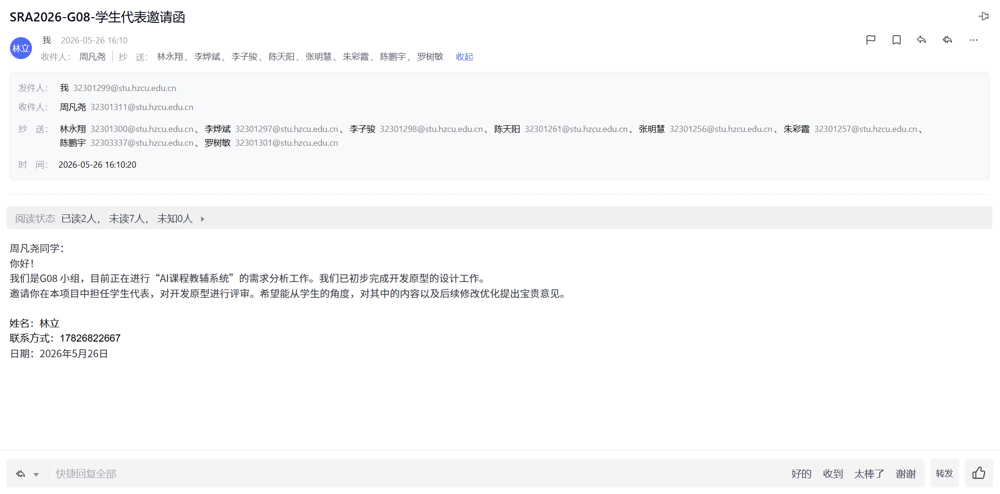 SRA2026-G08-学生代表邀请函
林立
我 2026-05-26 16:10
收件人： 周凡尧 抄 送： 林永翔、 李烨斌、 李子骏、 陈天阳、 张明慧、 朱彩霞、 陈鹏宇、 罗树敏 收起
发件人： 我 32301299@stu.hzcu.edu.cn
收件人： 周凡尧 32301311@stu.hzcu.edu.cn
抄 送： 林永翔 32301300@stu.hzcu.edu.cn、 李烨斌 32301297@stu.hzcu.edu.cn、 李子骏 32301298@stu.hzcu.edu.cn、 陈天阳 32301261@stu.hzcu.edu.cn、 张明慧 32301256@stu.hzcu.edu.cn、 朱彩霞 32301257@stu.hzcu.edu.cn、
陈鹏宇 32303337@stu.hzcu.edu.cn、 罗树敏 32301301@stu.hzcu.edu.cn
时 间： 2026-05-26 16:10:20
阅读状态 已读2人， 未读7人， 未知0人
周凡尧同学：
你好！
我们是G08 小组，目前正在进行“AI课程教辅系统”的需求分析工作。我们已初步完成开发原型的设计工作。
邀请你在本项目中担任学生代表，对开发原型进行评审。希望能从学生的角度，对其中的内容以及后续修改优化提出宝贵意见。
姓名：林立
联系方式：17826822667
日期：2026年5月26日
快捷回复全部 好的 收到 太棒了 谢谢 转发